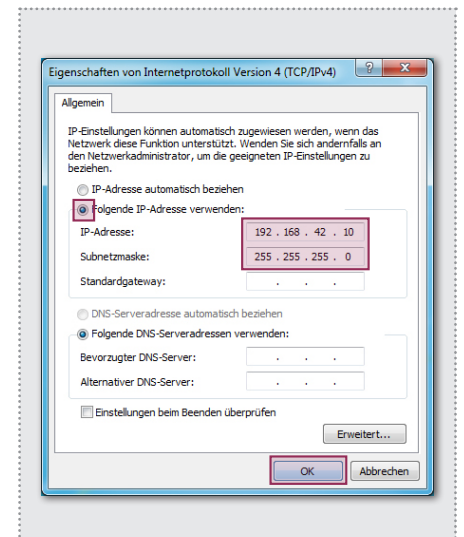 Eigenschaften von Internetprotokoll Version 4 (TCP/IPv4)
Allgemein
IP-Einstellungen können automatisch zugewiesen werden, wenn das
Netzwerk diese Funktion unterstützt. Wenden Sie sich andernfalls an
den Netzwerkadministrator, um die geeigneten IP-Einstellungen zu
beziehen.
IP-Adresse automatisch beziehen
Folgende IP-Adresse verwenden:
IP-Adresse: 192 . 168 . 42 . 10
Subnetzmaske: 255 . 255 . 255 . 0
Standardgateway: . . .
DNS-Serveradresse automatisch beziehen
Folgende DNS-Serveradressen verwenden:
Bevorzugter DNS-Server: . . .
Alternativer DNS-Server: . . .
Einstellungen beim Beenden überprüfen
Erweitert...
OK Abbrechen